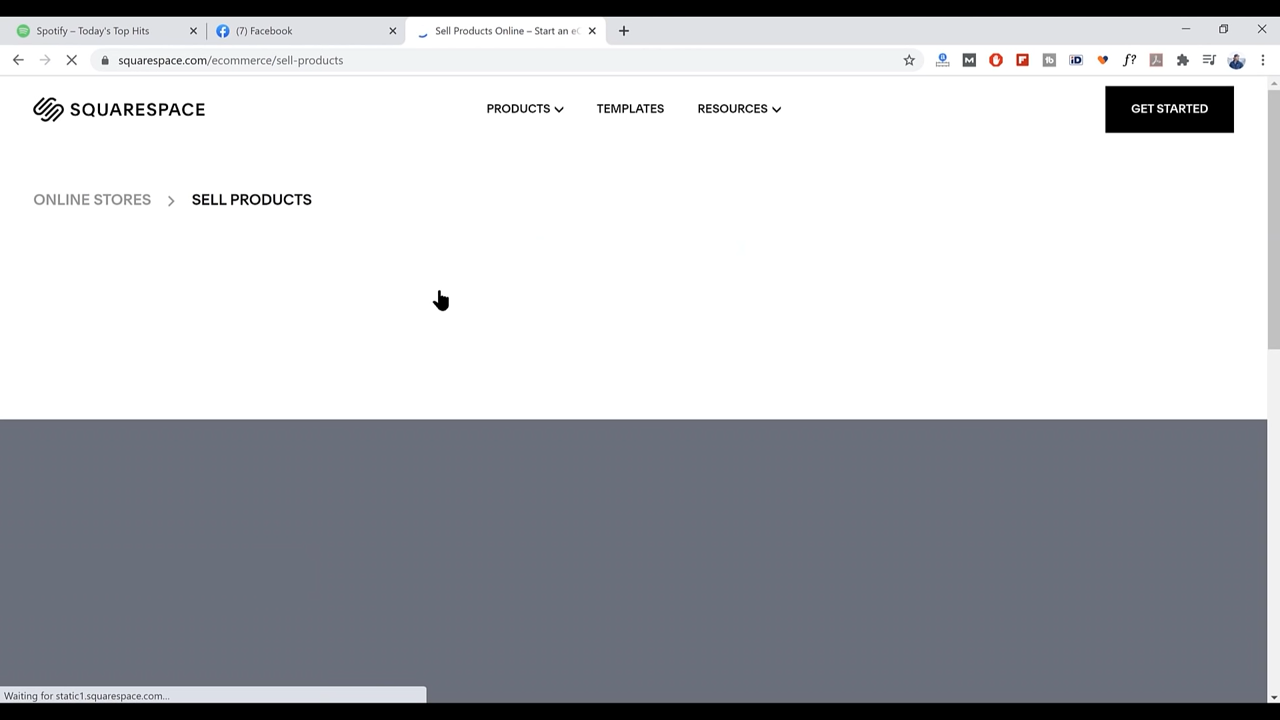 Spotify – Today's Top Hits
(7) Facebook
Sell Products Online – Start an eC
squarespace.com/ecommerce/sell-products
SQUARESPACE
PRODUCTS
TEMPLATES
RESOURCES
GET STARTED
ONLINE STORES > SELL PRODUCTS
Waiting for static1.squarespace.com...